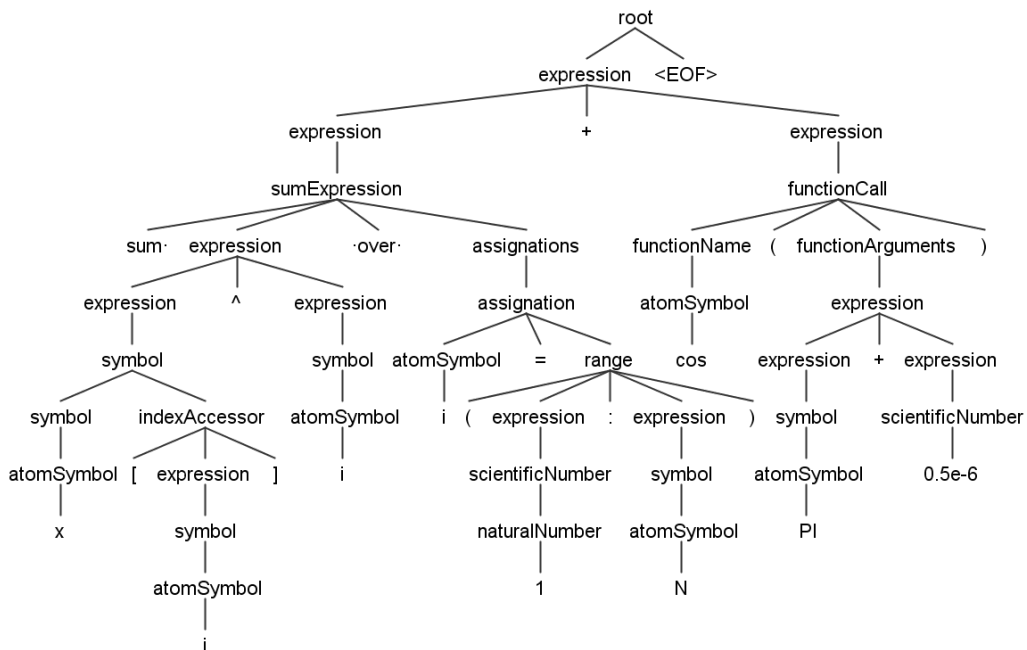 root
expression <EOF>
expression + expression
sumExpression functionCall
sum· expression ·over· assignations functionName ( functionArguments )
expression ^ expression assignation atomSymbol expression
symbol symbol atomSymbol = range cos expression + expression
symbol indexAccessor atomSymbol i ( expression : expression ) symbol scientificNumber
atomSymbol [ expression ] i scientificNumber symbol atomSymbol 0.5e-6
x symbol naturalNumber atomSymbol PI
atomSymbol 1 N
i